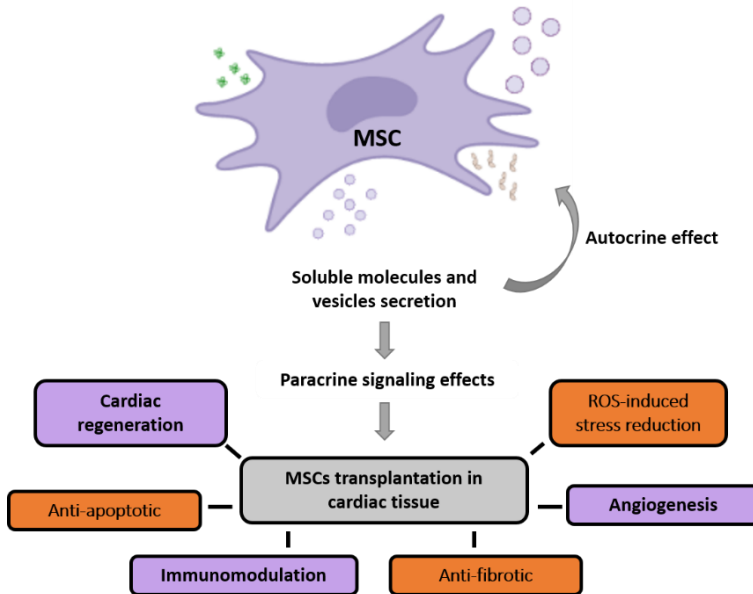 MSC
Autocrine effect
Soluble molecules and
vesicles secretion
Paracrine signaling effects
Cardiac
regeneration
ROS-induced
stress reduction
MSCs transplantation in
cardiac tissue
Anti-apoptotic
Angiogenesis
Immunomodulation
Anti-fibrotic